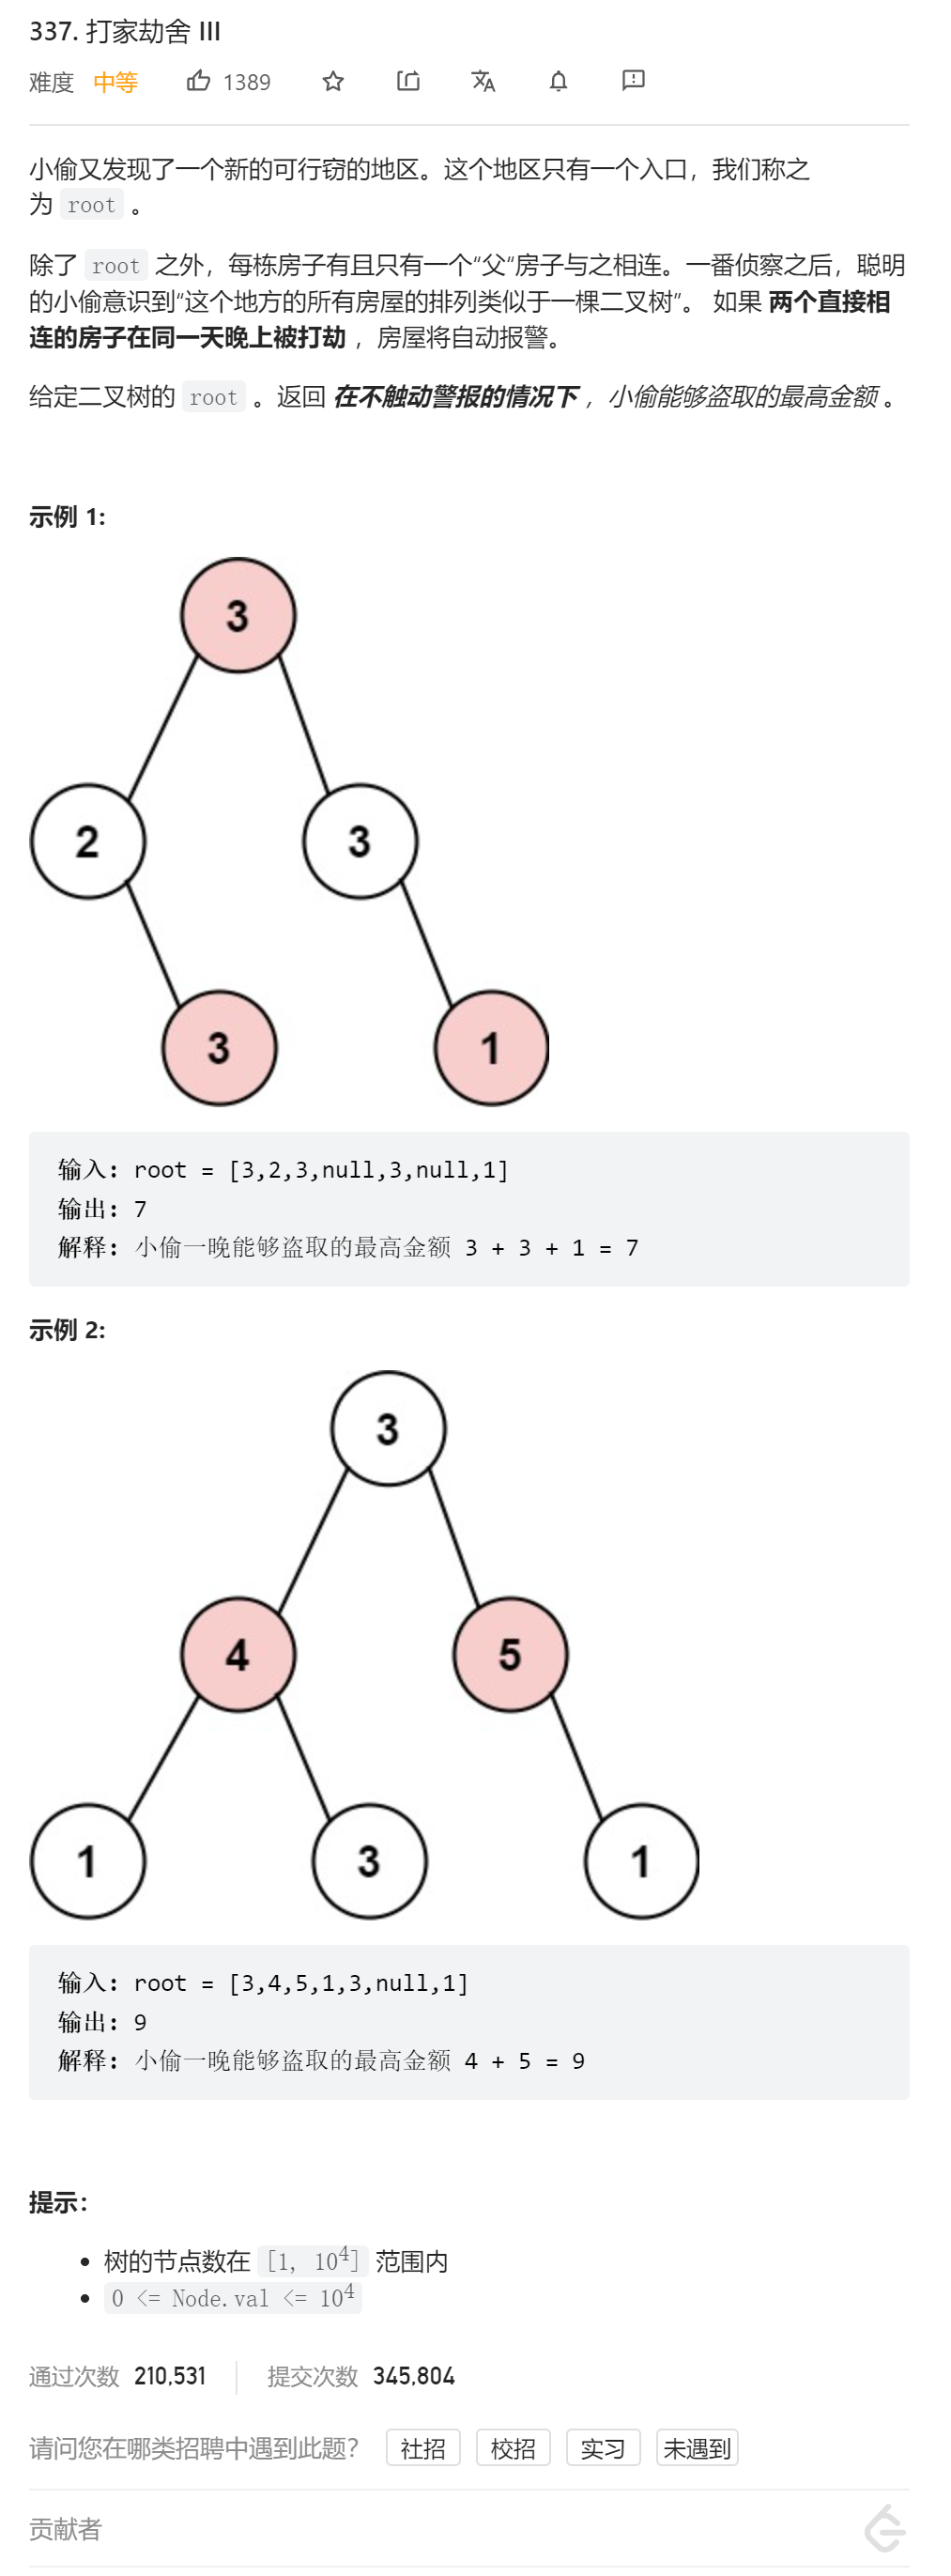 337. 打家劫舍 III
难度 中等 1389
小偷又发现了一个新的可行窃的地区。这个地区只有一个入口，我们称之
为 root 。
除了 root 之外，每栋房子有且只有一个“父“房子与之相连。一番侦察之后，聪明
的小偷意识到“这个地方的所有房屋的排列类似于一棵二叉树”。 如果 两个直接相
连的房子在同一天晚上被打劫 ，房屋将自动报警。
给定二叉树的 root 。返回 在不触动警报的情况下 ，小偷能够盗取的最高金额 。
示例 1:
3
2 3
3 1
输入: root = [3,2,3,null,3,null,1]
输出: 7
解释: 小偷一晚能够盗取的最高金额 3 + 3 + 1 = 7
示例 2:
3
4 5
1 3 1
输入: root = [3,4,5,1,3,null,1]
输出: 9
解释: 小偷一晚能够盗取的最高金额 4 + 5 = 9
提示：
• 树的节点数在 [1, 10⁴] 范围内
• 0 <= Node.val <= 10⁴
通过次数 210,531 提交次数 345,804
请问您在哪类招聘中遇到此题？ 社招 校招 实习 未遇到
贡献者